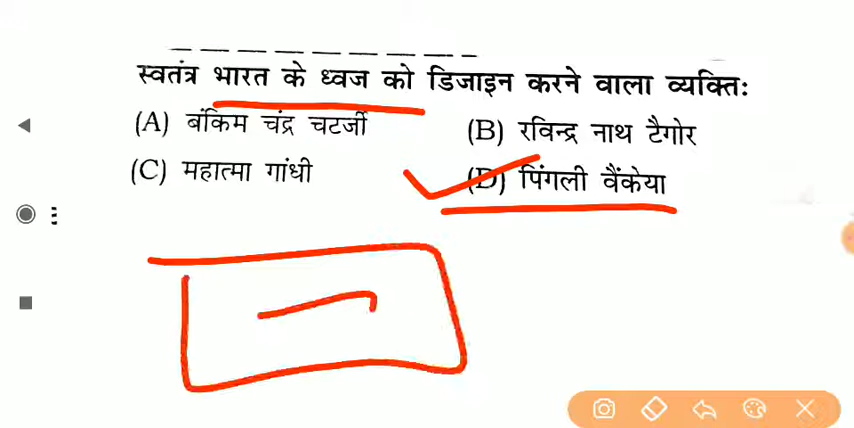 स्वतंत्र भारत के ध्वज को डिजाइन करने वाला व्यक्तिः
(A) बंकिम चंद्र चटर्जी (B) रविन्द्र नाथ टैगोर
(C) महात्मा गांधी (D) पिंगली वैंकेया